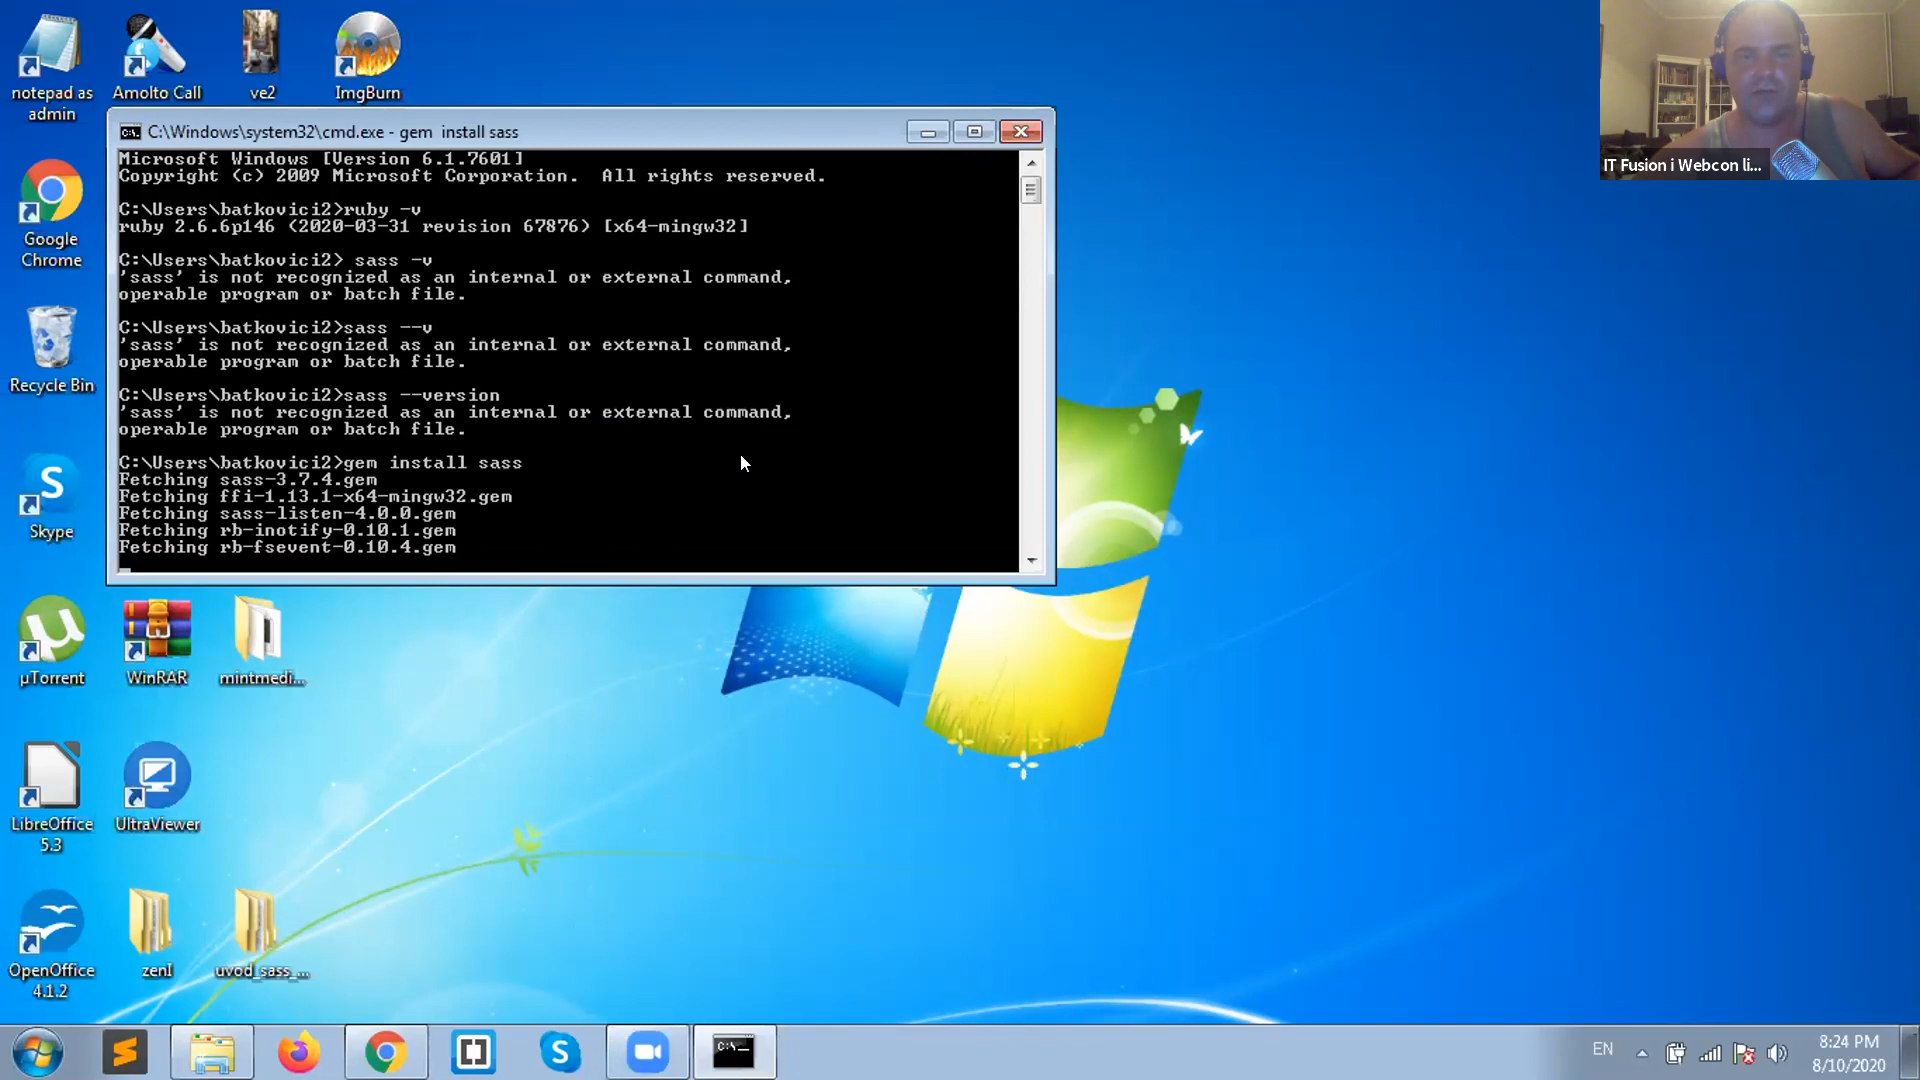 notepad as
admin
Amolto Call
ve2
ImgBurn
IT Fusion i Webcon li...
C:\Windows\system32\cmd.exe - gem  install sass
Microsoft Windows [Version 6.1.7601]
Copyright (c) 2009 Microsoft Corporation.  All rights reserved.
C:\Users\batkovici2>ruby -v
ruby 2.6.6p146 (2020-03-31 revision 67876) [x64-mingw32]
C:\Users\batkovici2> sass -v
'sass' is not recognized as an internal or external command,
operable program or batch file.
C:\Users\batkovici2>sass --v
'sass' is not recognized as an internal or external command,
operable program or batch file.
C:\Users\batkovici2>sass --version
'sass' is not recognized as an internal or external command,
operable program or batch file.
C:\Users\batkovici2>gem install sass
Fetching sass-3.7.4.gem
Fetching ffi-1.13.1-x64-mingw32.gem
Fetching sass-listen-4.0.0.gem
Fetching rb-inotify-0.10.1.gem
Fetching rb-fsevent-0.10.4.gem
Google
Chrome
Recycle Bin
Skype
µTorrent
WinRAR
mintmedi...
LibreOffice
5.3
UltraViewer
OpenOffice
4.1.2
zenI
uvod_sass_...
EN
8:24 PM
8/10/2020